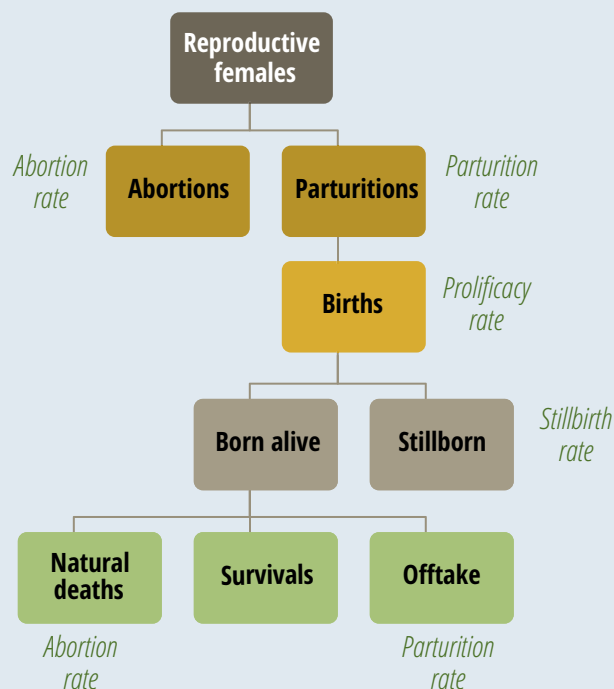 Reproductive
females
Abortion
rate
Abortions
Parturitions
Parturition
rate
Births
Prolificacy
rate
Born alive
Stillborn
Stillbirth
rate
Natural
deaths
Survivals
Offtake
Abortion
rate
Parturition
rate